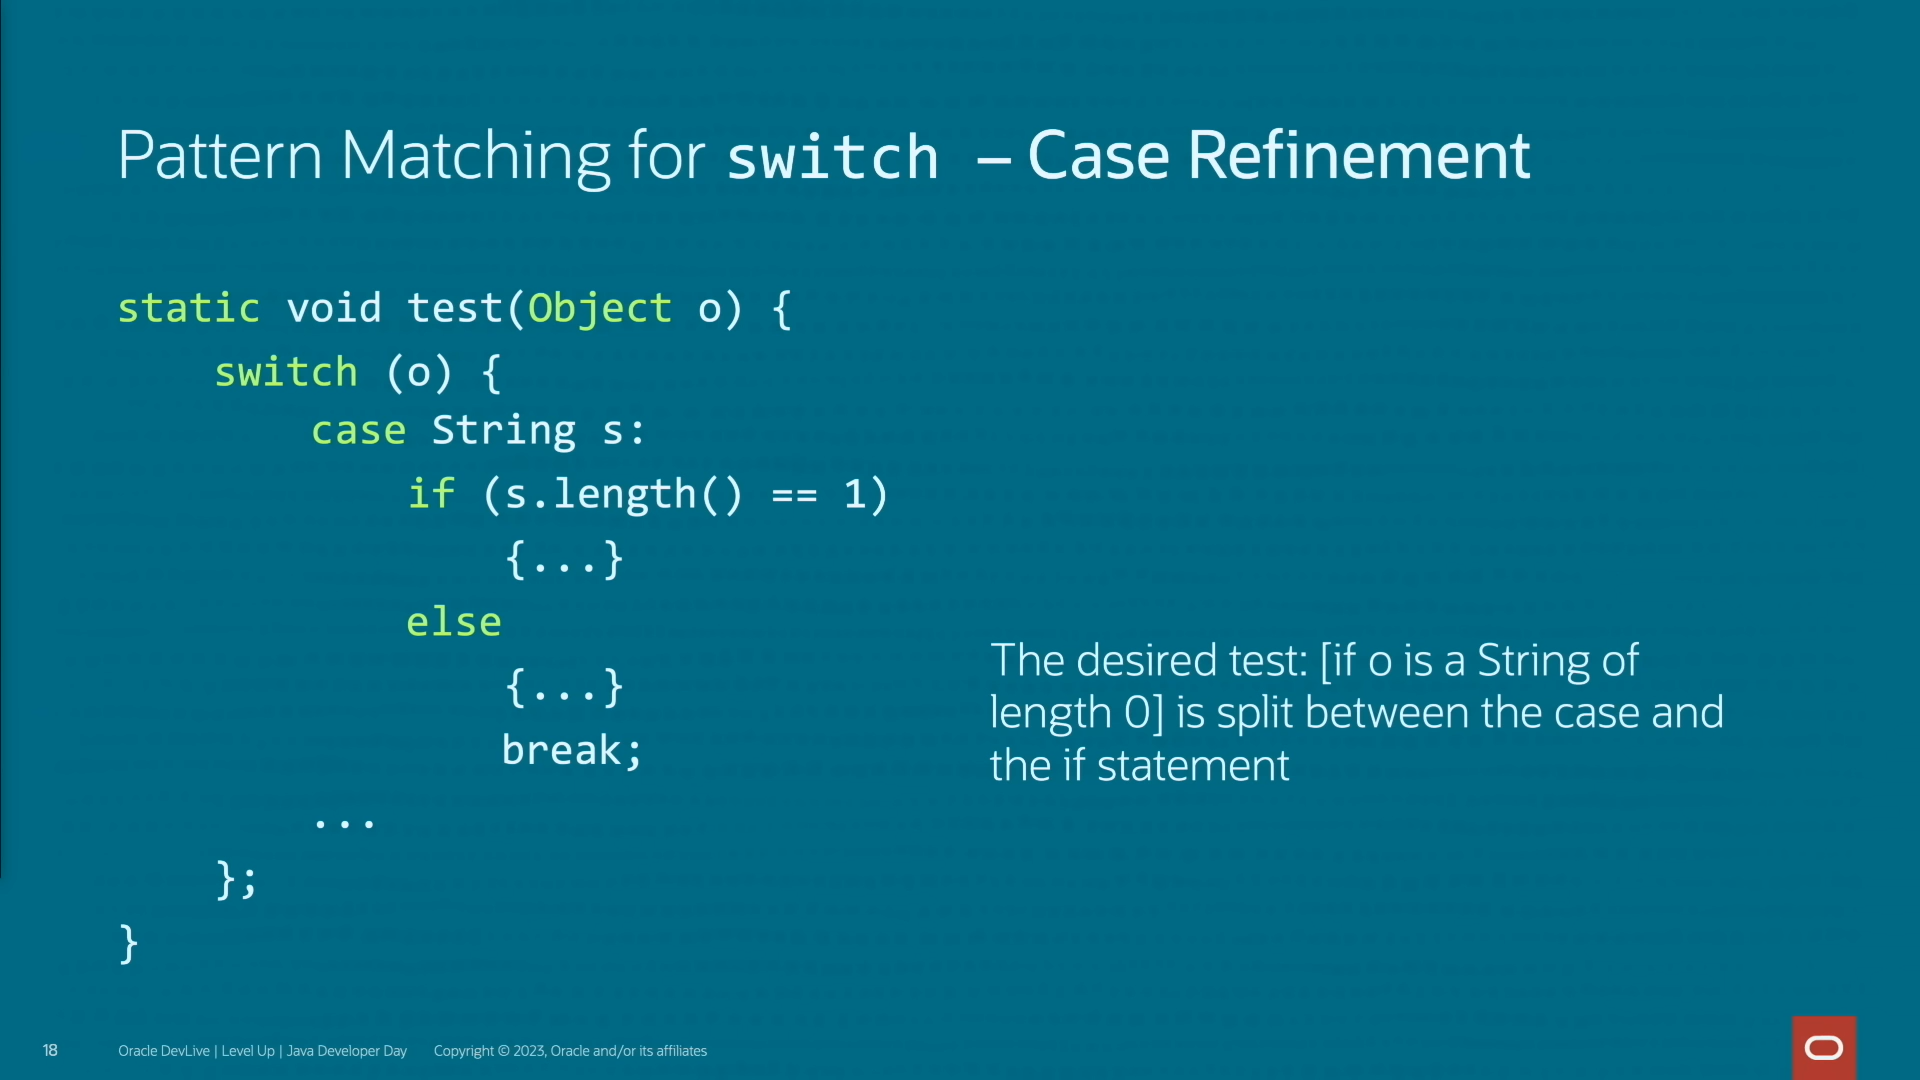 Pattern Matching for switch – Case Refinement
static void test(Object o) {
switch (o) {
case String s:
if (s.length() == 1)
{...}
else
{...}
break;
...
};
}
The desired test: [if o is a String of
length 0] is split between the case and
the if statement
18 Oracle DevLive | Level Up | Java Developer Day Copyright © 2023, Oracle and/or its affiliates